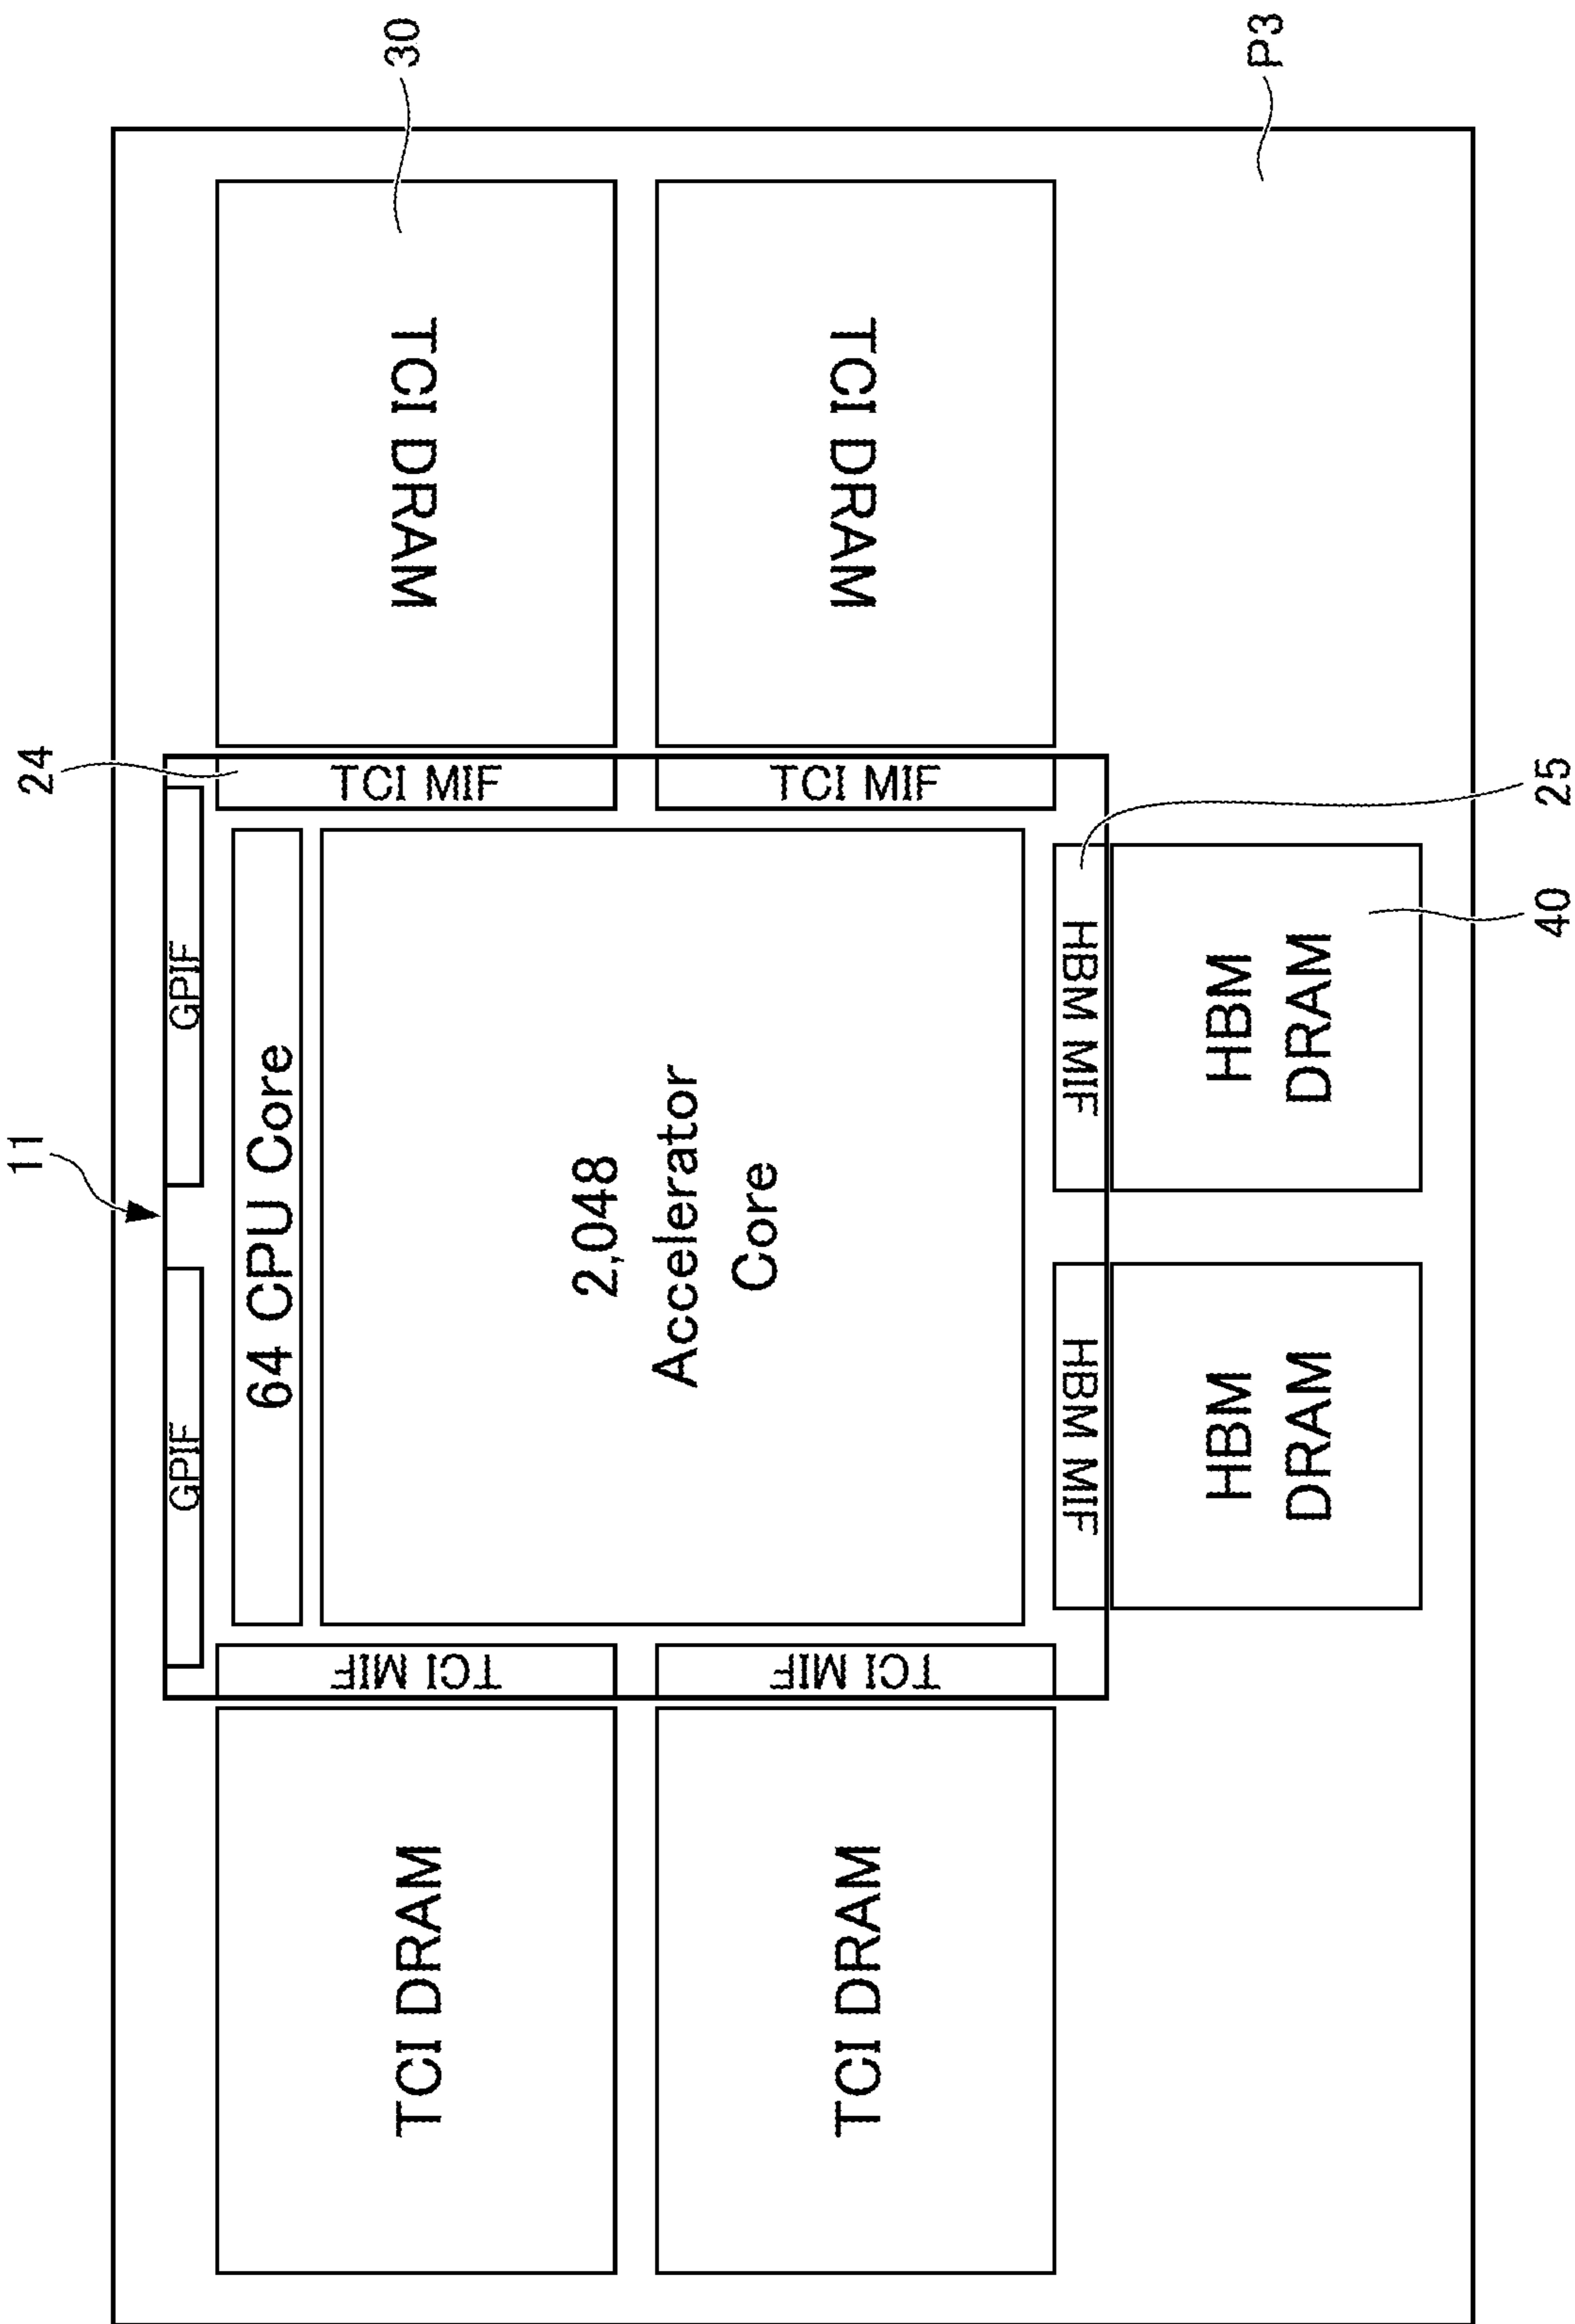 11
24
GPIF
GPIF
64 CPU Core
TCI DRAM
TCI MIF
TCI MIF
TCI DRAM
30
2,048
Accelerator
Core
TCI DRAM
TCI MIF
TCI MIF
TCI DRAM
HBM MIF
HBM MIF
HBM
DRAM
HBM
DRAM
P3
40
25